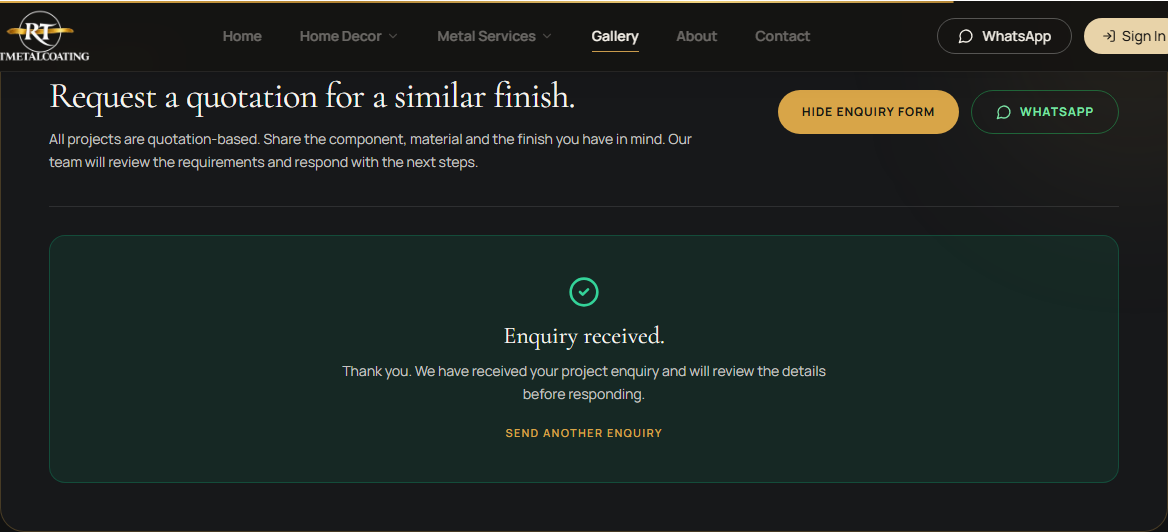 RT
TMETALCOATING
Home
Home Decor
Metal Services
Gallery
About
Contact
WhatsApp
Sign In
Request a quotation for a similar finish.
All projects are quotation-based. Share the component, material and the finish you have in mind. Our
team will review the requirements and respond with the next steps.
HIDE ENQUIRY FORM
WHATSAPP
Enquiry received.
Thank you. We have received your project enquiry and will review the details
before responding.
SEND ANOTHER ENQUIRY